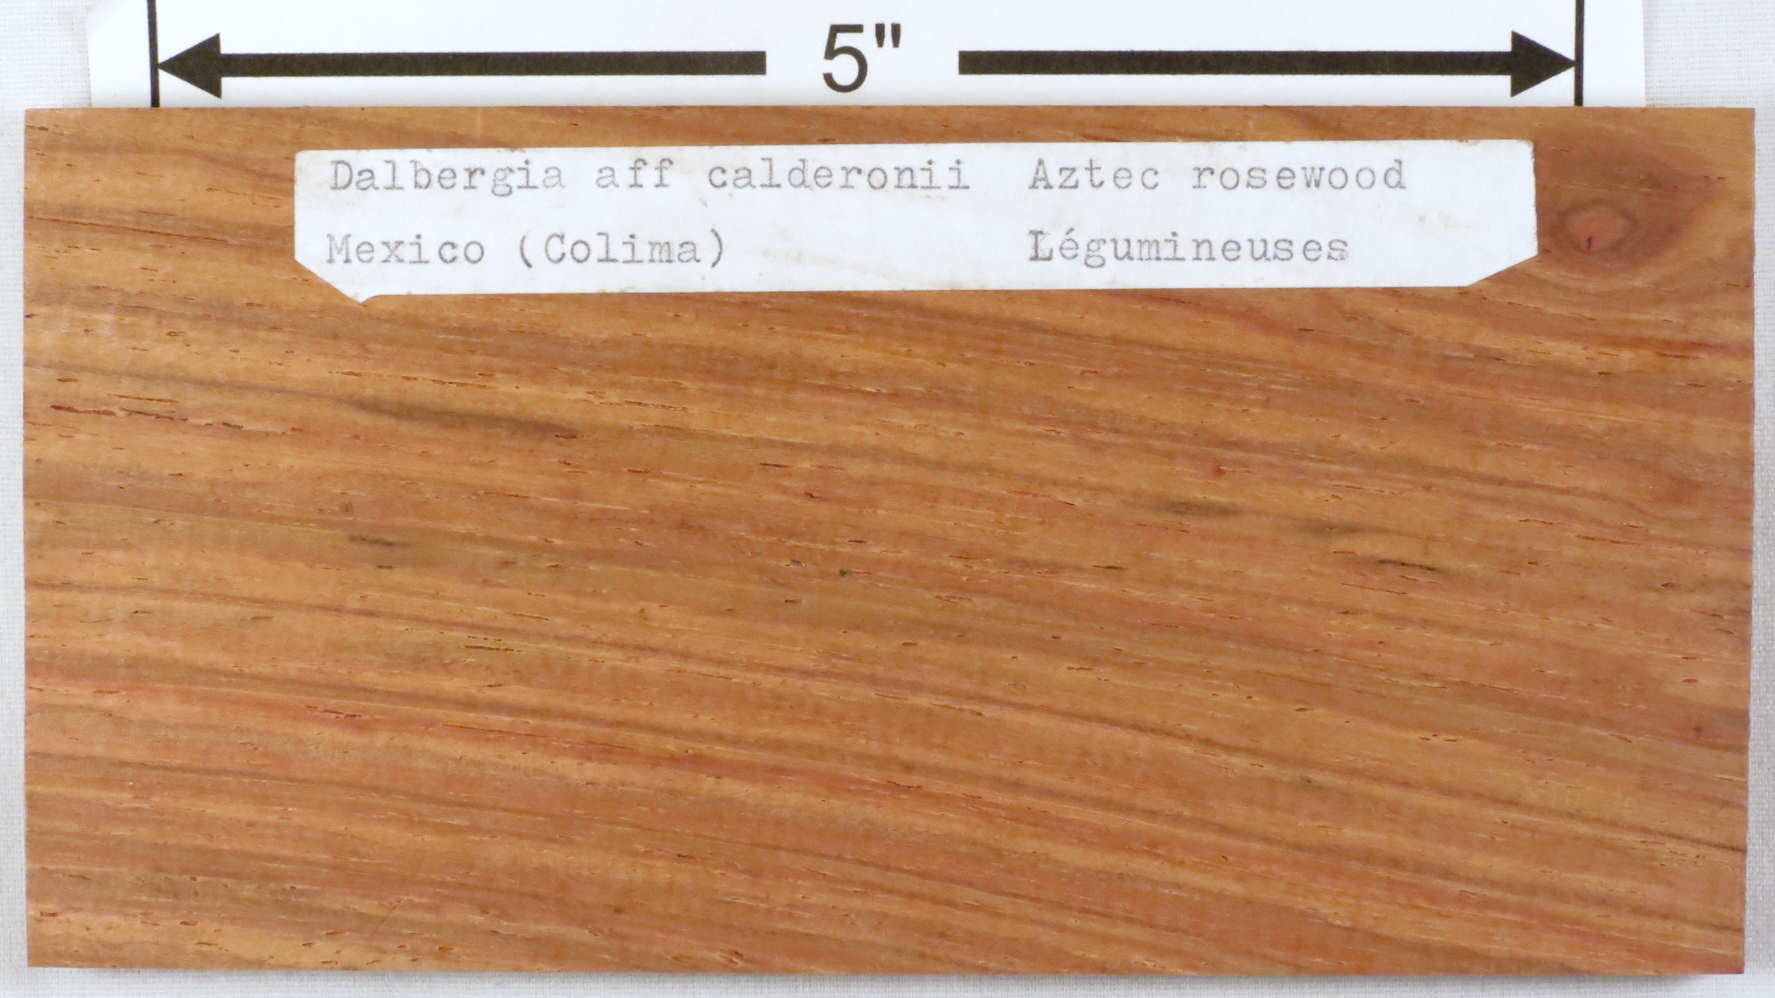 5"
Dalbergia aff calderonii Aztec rosewood
Mexico (Colima) Légumineuses